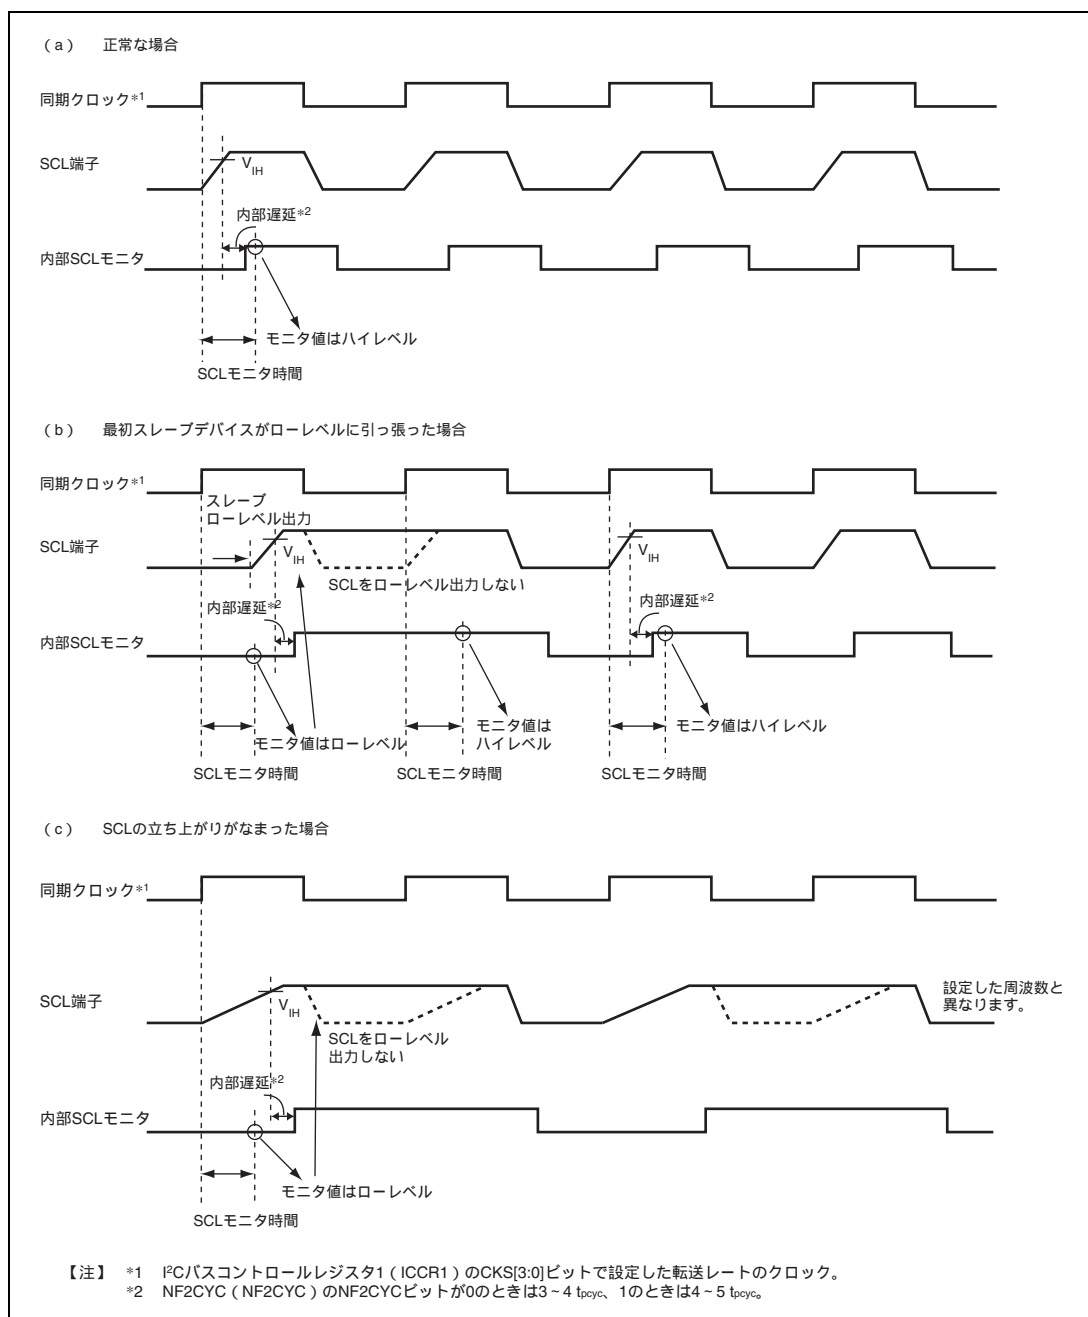 (a) 正常な場合
同期クロック*1
SCL端子
VIH
内部遅延*2
内部SCLモニタ
モニタ値はハイレベル
SCLモニタ時間
(b) 最初スレーブデバイスがローレベルに引っ張った場合
同期クロック*1
スレーブ
ローレベル出力
SCL端子
VIH
SCLをローレベル出力しない
VIH
内部遅延*2
内部遅延*2
内部SCLモニタ
モニタ値はローレベル
モニタ値は
ハイレベル
モニタ値はハイレベル
SCLモニタ時間
SCLモニタ時間
SCLモニタ時間
(c) SCLの立ち上がりがなまった場合
同期クロック*1
SCL端子
VIH
SCLをローレベル
出力しない
設定した周波数と
異なります。
内部遅延*2
内部SCLモニタ
モニタ値はローレベル
SCLモニタ時間
【注】 *1 I²Cバスコントロールレジスタ1(ICCR1)のCKS[3:0]ビットで設定した転送レートのクロック。
*2 NF2CYC(NF2CYC)のNF2CYCビットが0のときは3~4 tpcyc、1のときは4~5 tpcyc。